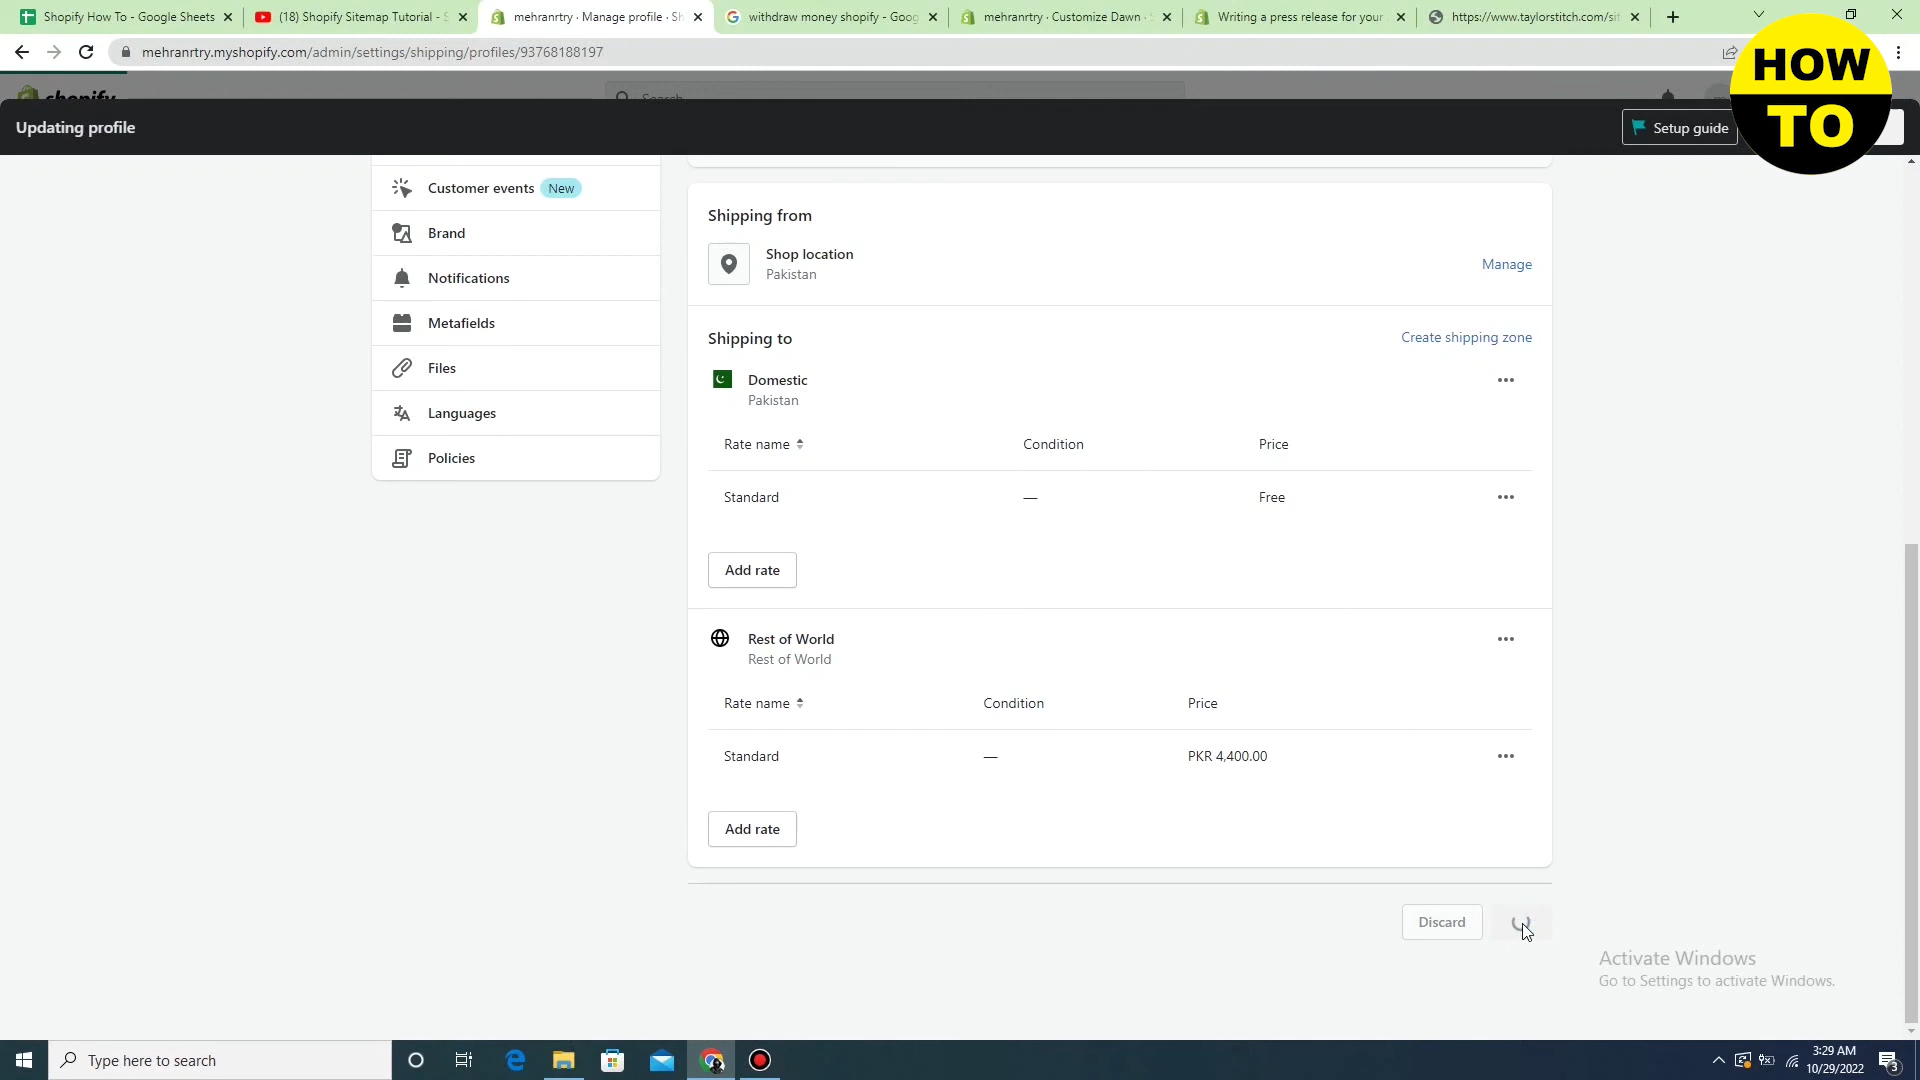 Shopify How To - Google Sheets
(18) Shopify Sitemap Tutorial - S
mehranrtry · Manage profile · Sh
withdraw money shopify - Goog
mehranrtry · Customize Dawn ·
Writing a press release for your
https://www.taylorstitch.com/sit
mehranrtry.myshopify.com/admin/settings/shipping/profiles/93768188197
HOW
TO
shopify
Search
Updating profile
Setup guide
Customer events New
Brand
Notifications
Metafields
Files
Languages
Policies
Shipping from
Shop location
Pakistan
Manage
Shipping to
Create shipping zone
Domestic
Pakistan
Rate name Condition Price
Standard — Free
Add rate
Rest of World
Rest of World
Rate name Condition Price
Standard — PKR 4,400.00
Add rate
Discard
Activate Windows
Go to Settings to activate Windows.
Type here to search
3:29 AM
10/29/2022
3